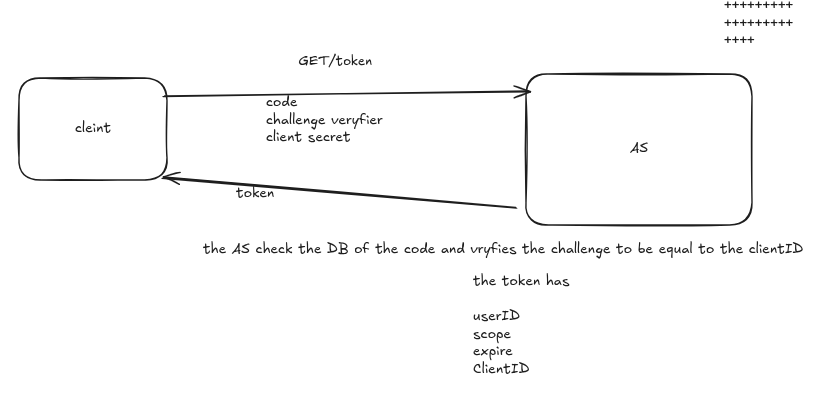 +++++++++
+++++++++
++++
GET/token
cleint
code
challenge veryfier
client secret
AS
token
the AS check the DB of the code and vryfies the challenge to be equal to the clientID
the token has
userID
scope
expire
ClientID